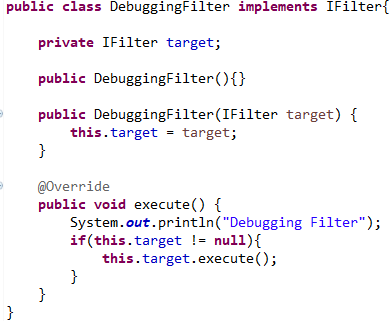 public class DebuggingFilter implements IFilter{
private IFilter target;
public DebuggingFilter(){}
public DebuggingFilter(IFilter target) {
this.target = target;
}
@Override
public void execute() {
System.out.println("Debugging Filter");
if(this.target != null){
this.target.execute();
}
}
}